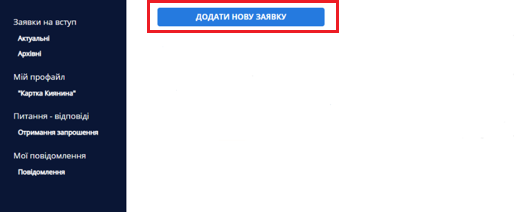 ДОДАТИ НОВУ ЗАЯВКУ
Заявки на вступ
Актуальні
Архівні
Мій профайл
"Картка Киянина"
Питання - відповіді
Отримання запрошення
Мої повідомлення
Повідомлення